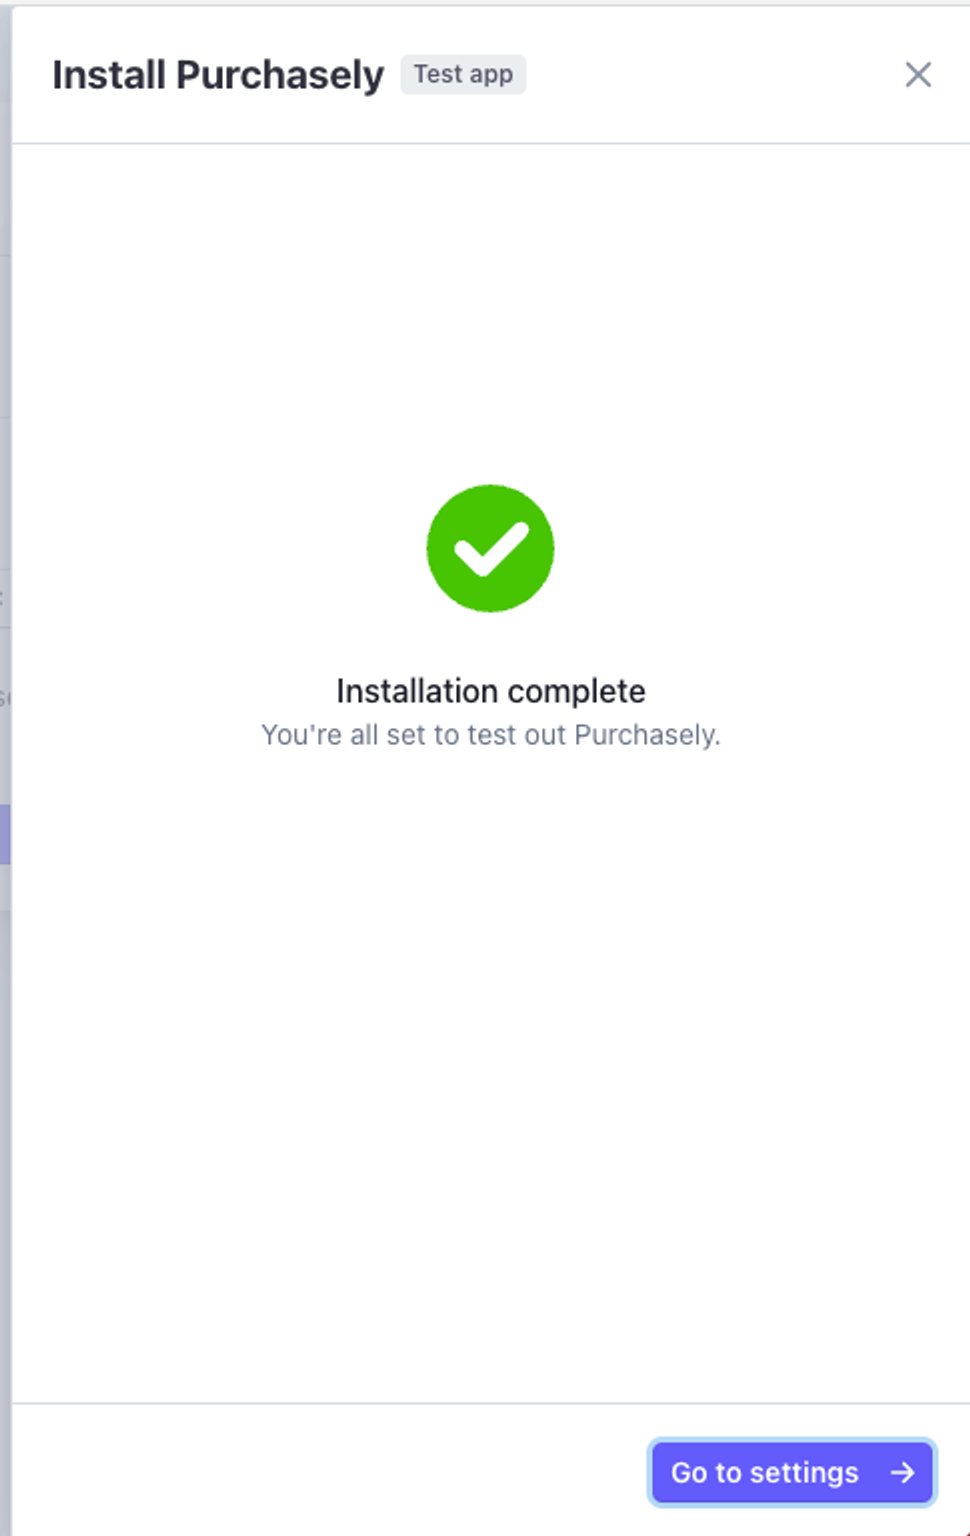 Install Purchasely Test app
Installation complete
You're all set to test out Purchasely.
Go to settings